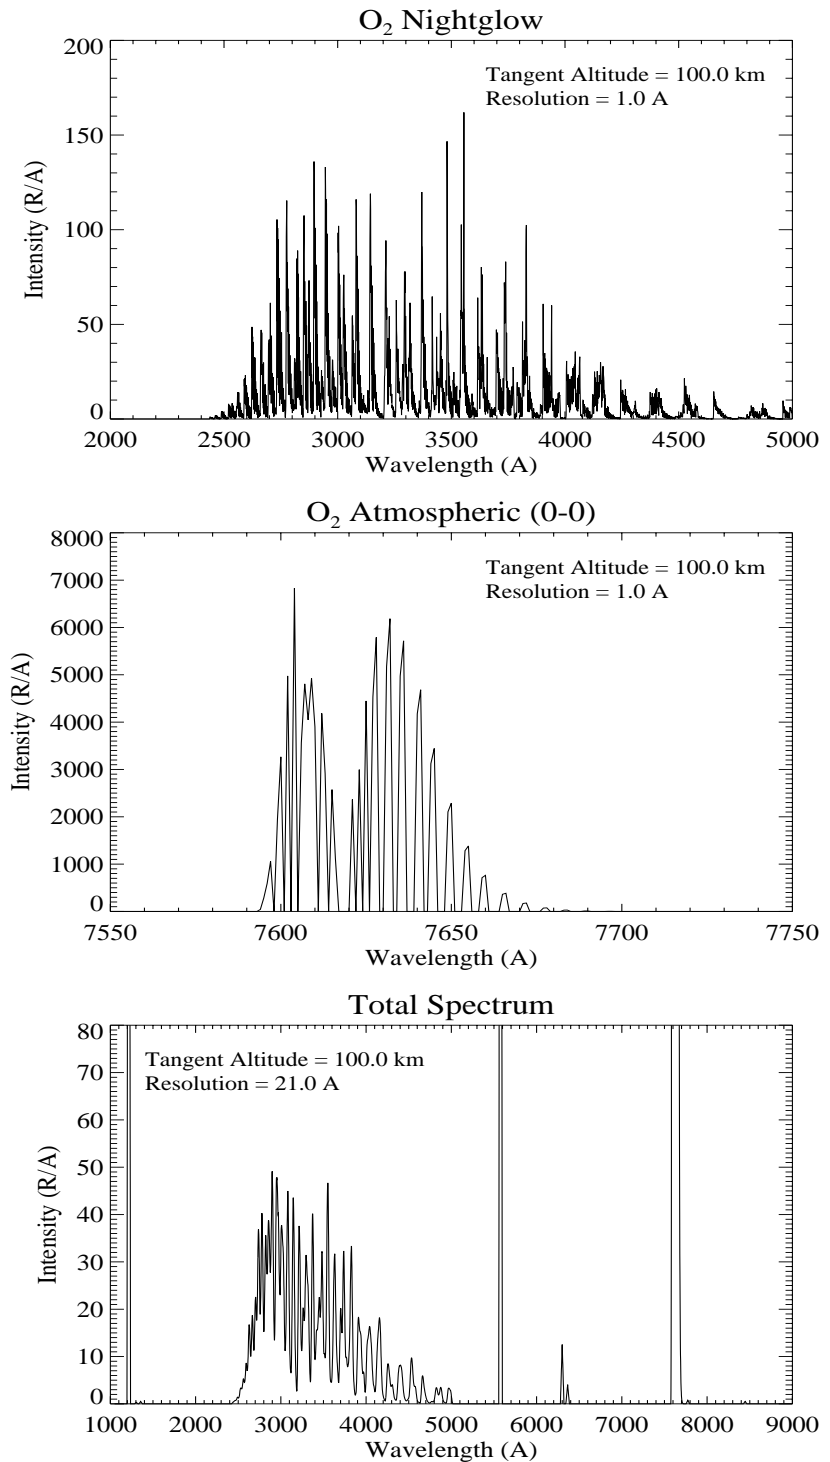 O₂ Nightglow
200
150
100
50
0
Intensity (R/A)
Tangent Altitude = 100.0 km
Resolution = 1.0 A
2000 2500 3000 3500 4000 4500 5000
Wavelength (A)
O₂ Atmospheric (0-0)
8000
7000
6000
5000
4000
3000
2000
1000
0
Intensity (R/A)
Tangent Altitude = 100.0 km
Resolution = 1.0 A
7550 7600 7650 7700 7750
Wavelength (A)
Total Spectrum
80
70
60
50
40
30
20
10
0
Intensity (R/A)
Tangent Altitude = 100.0 km
Resolution = 21.0 A
1000 2000 3000 4000 5000 6000 7000 8000 9000
Wavelength (A)